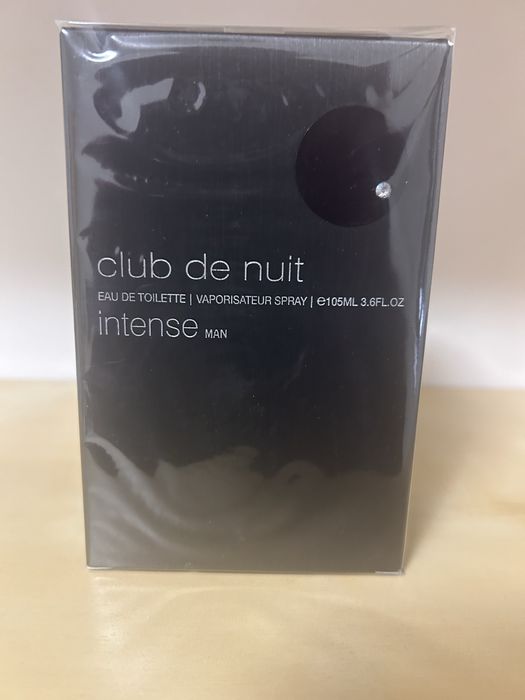 club de nuit
EAU DE TOILETTE | VAPORISATEUR SPRAY | ℮105ML 3.6FL.OZ
intense MAN